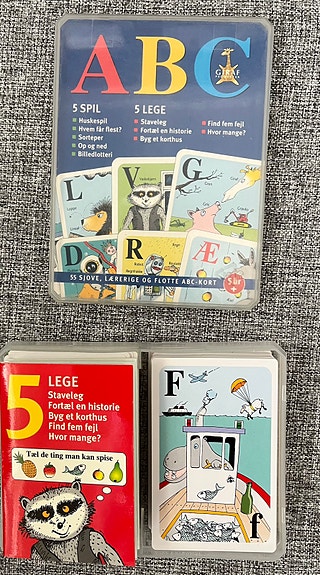 ABC
GIRAF
5 SPIL
Huskespil
Hvem får flest?
Sorteper
Op og ned
Billedlotteri
5 LEGE
Staveleg
Fortæl en historie
Byg et korthus
Find fem fejl
Hvor mange?
L
V
G
D
R
Æ
55 SJOVE, LÆRERIGE OG FLOTTE ABC-KORT
5 år
+
5 LEGE
Staveleg
Fortæl en historie
Byg et korthus
Find fem fejl
Hvor mange?
Tæl de ting man kan spise
F
f